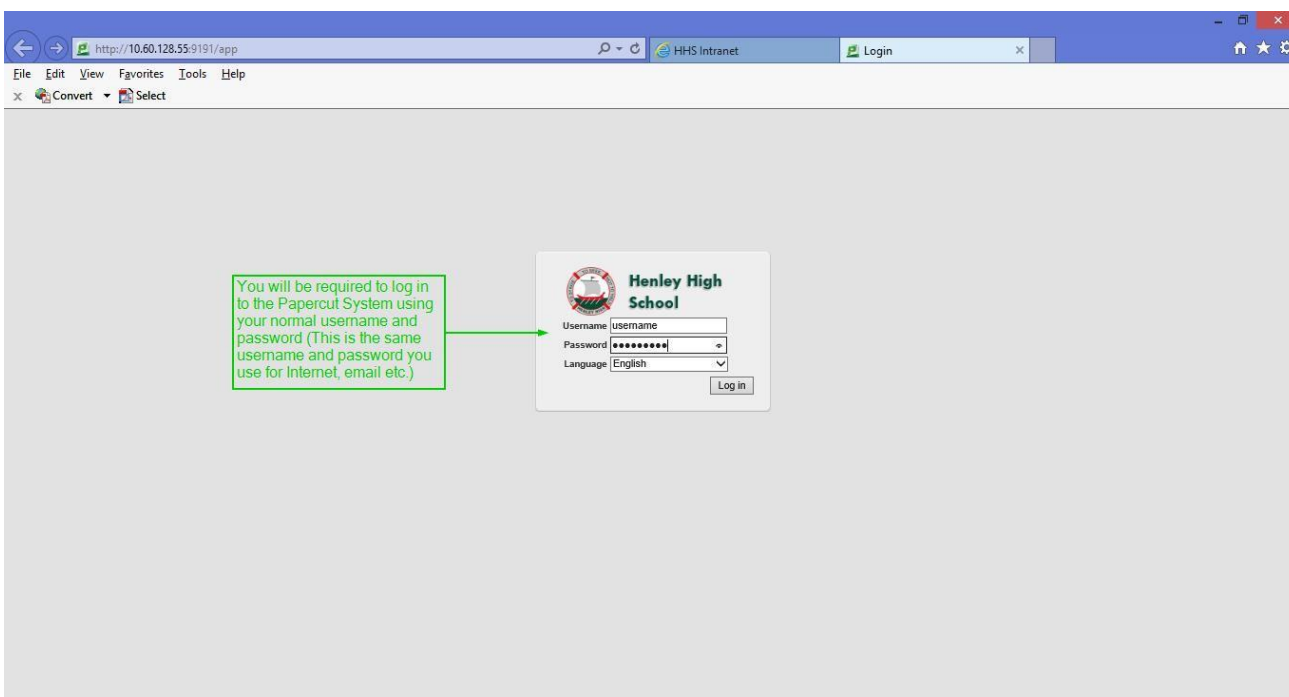 http://10.60.128.55:9191/app
HHS Intranet
Login
File Edit View Favorites Tools Help
Convert Select
You will be required to log in
to the Papercut System using
your normal username and
password (This is the same
username and password you
use for Internet, email etc.)
Henley High
School
Username username
Password ●●●●●●●●●
Language English
Log in